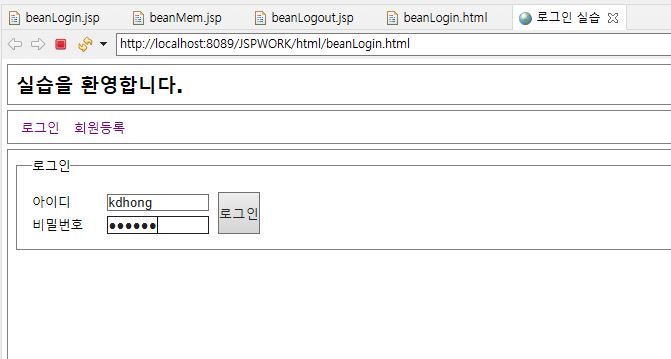 beanLogin.jsp beanMem.jsp beanLogout.jsp beanLogin.html 로그인 실습
http://localhost:8089/JSPWORK/html/beanLogin.html
실습을 환영합니다.
로그인 회원등록
로그인
아이디 kdhong
비밀번호 ●●●●●●
로그인